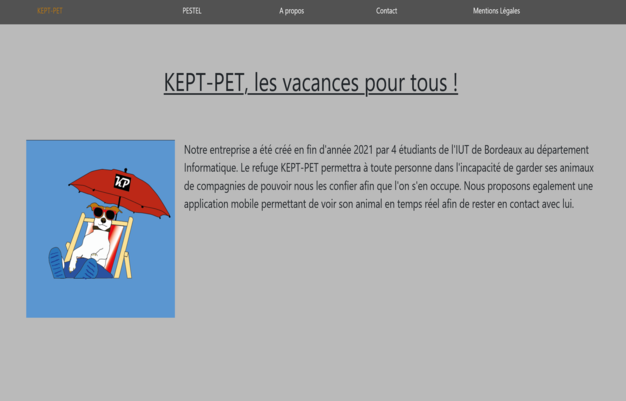 KEPT-PET PESTEL A propos Contact Mentions Légales
KEPT-PET, les vacances pour tous !
KP
Notre entreprise a été créé en fin d'année 2021 par 4 étudiants de l'IUT de Bordeaux au département
Informatique. Le refuge KEPT-PET permettra à toute personne dans l'incapacité de garder ses animaux
de compagnies de pouvoir nous les confier afin que l'on s'en occupe. Nous proposons egalement une
application mobile permettant de voir son animal en temps réel afin de rester en contact avec lui.